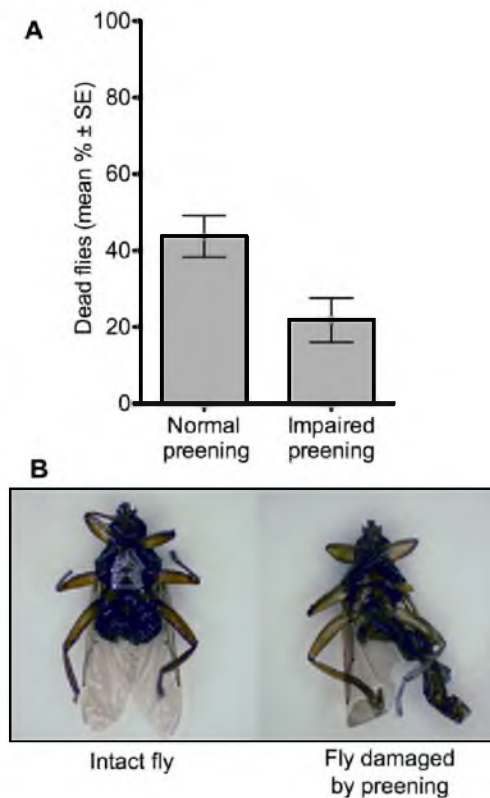 A
Dead flies (mean % ± SE)
100
80
60
40
20
0
Normal
preening
Impaired
preening
B
Intact fly
Fly damaged
by preening